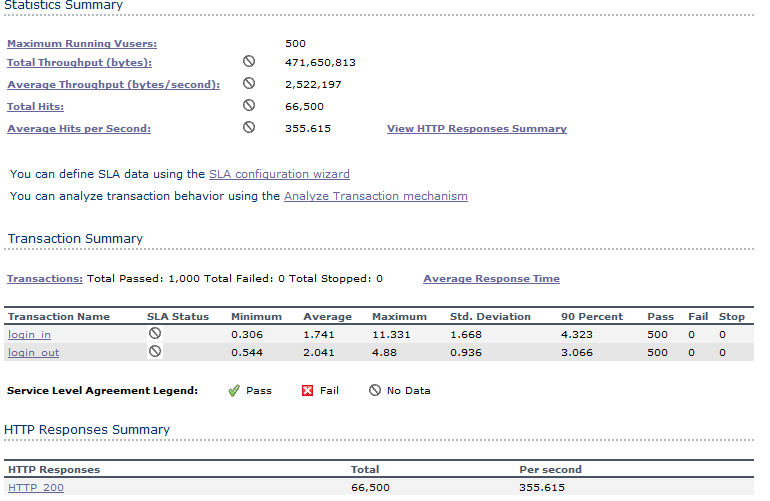 Statistics Summary
Maximum Running Vusers: 500
Total Throughput (bytes): 471,650,813
Average Throughput (bytes/second): 2,522,197
Total Hits: 66,500
Average Hits per Second: 355.615 View HTTP Responses Summary
You can define SLA data using the SLA configuration wizard
You can analyze transaction behavior using the Analyze Transaction mechanism
Transaction Summary
Transactions: Total Passed: 1,000 Total Failed: 0 Total Stopped: 0 Average Response Time
Transaction Name SLA Status Minimum Average Maximum Std. Deviation 90 Percent Pass Fail Stop
login_in 0.306 1.741 11.331 1.668 4.323 500 0 0
login_out 0.544 2.041 4.88 0.936 3.066 500 0 0
Service Level Agreement Legend: Pass Fail No Data
HTTP Responses Summary
HTTP Responses Total Per second
HTTP_200 66,500 355.615